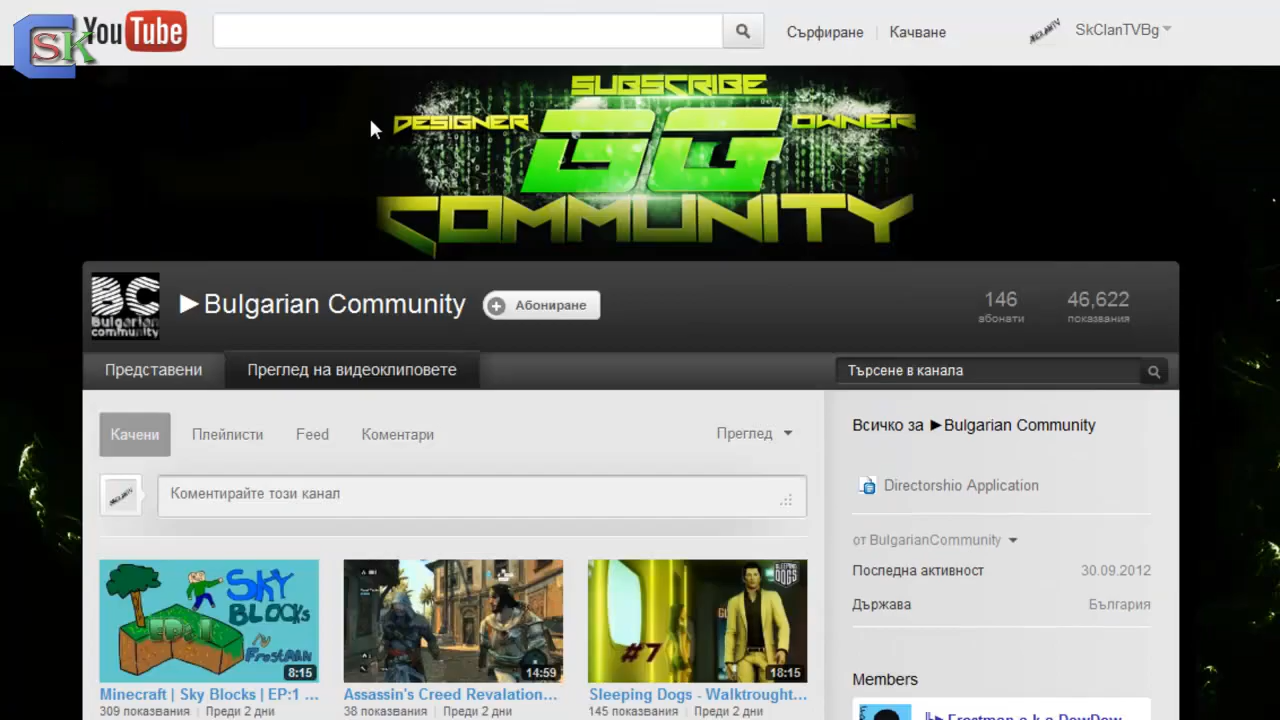 SK
YouTube
Сърфиране
Качване
SkClanTVBg
SUBSCRIBE
DESIGNER
BG
OWNER
COMMUNITY
BC
Bulgarian
community
►Bulgarian Community
Абониране
146
абонати
46,622
показвания
Представени
Преглед на видеоклиповете
Търсене в канала
Качени
Плейлисти
Feed
Коментари
Преглед
Коментирайте този канал
Всичко за ►Bulgarian Community
Directorshio Application
от BulgarianCommunity
Последна активност
30.09.2012
Държава
България
SKY
BLOCKs
EP:1
FrostMAN
8:15
14:59
SLEEPING
DOGS
#7
18:15
Minecraft | Sky Blocks | EP:1 ...
309 показвания | Преди 2 дни
Assassin's Creed Revalation...
38 показвания | Преди 2 дни
Sleeping Dogs - Walktrought...
145 показвания | Преди 2 дни
Members